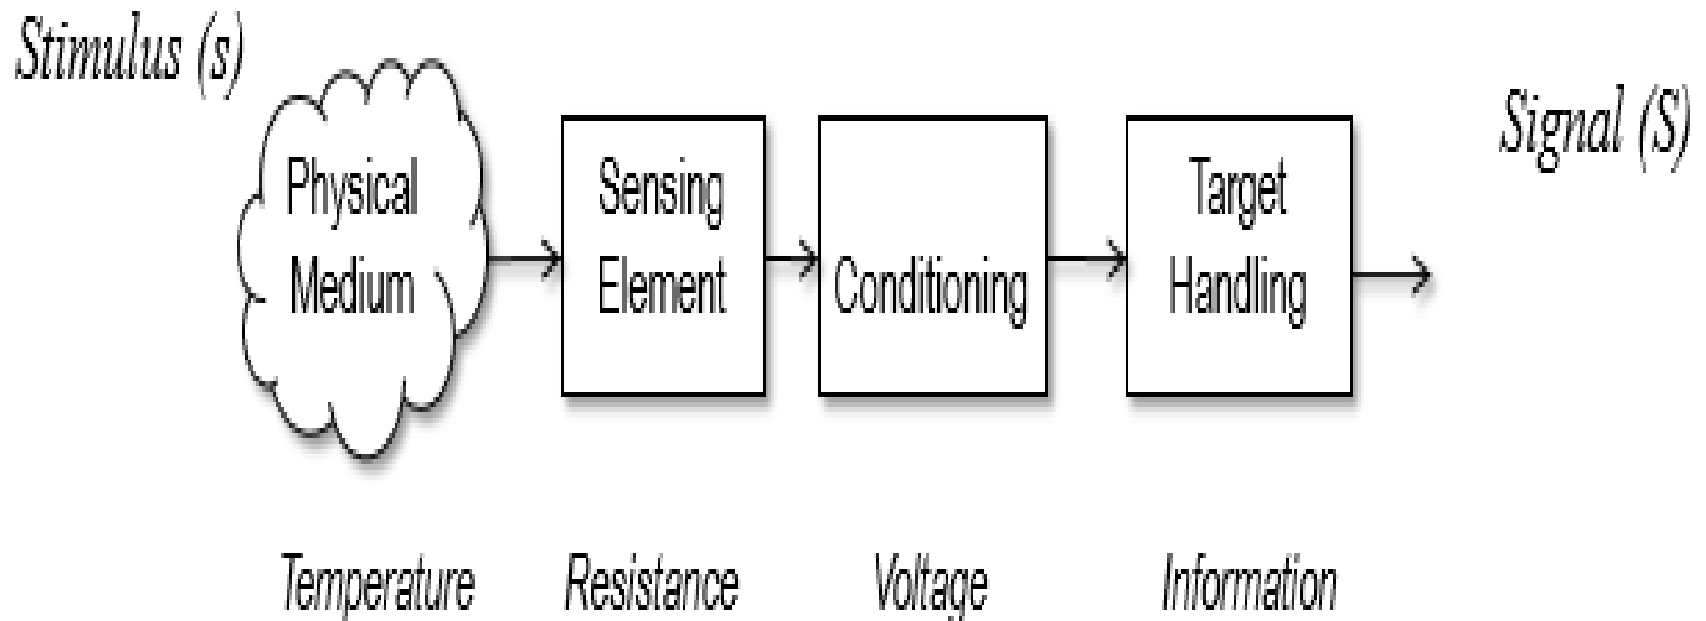 Stimulus (s)
Signal (S)
Physical
Medium
Sensing
Element
Conditioning
Target
Handling
Temperature
Resistance
Voltage
Information